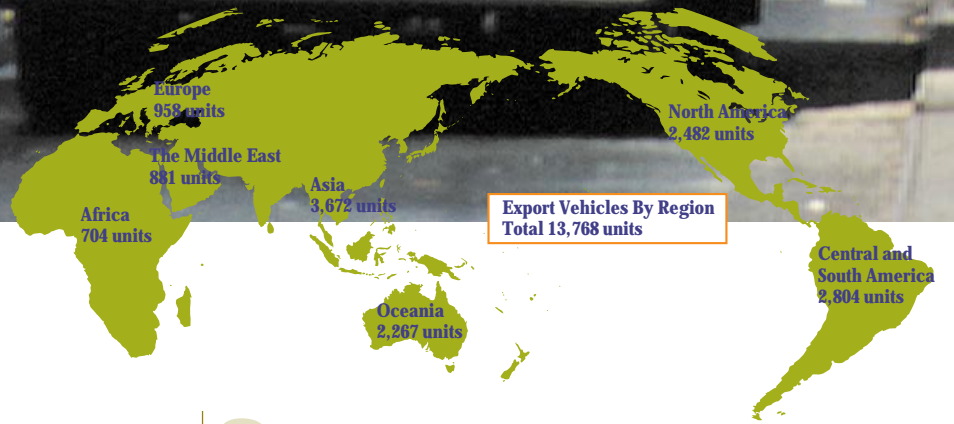 Europe
958 units
North America
2,482 units
The Middle East
881 units
Asia
3,672 units
Africa
704 units
Export Vehicles By Region
Total 13,768 units
Central and
South America
2,804 units
Oceania
2,267 units